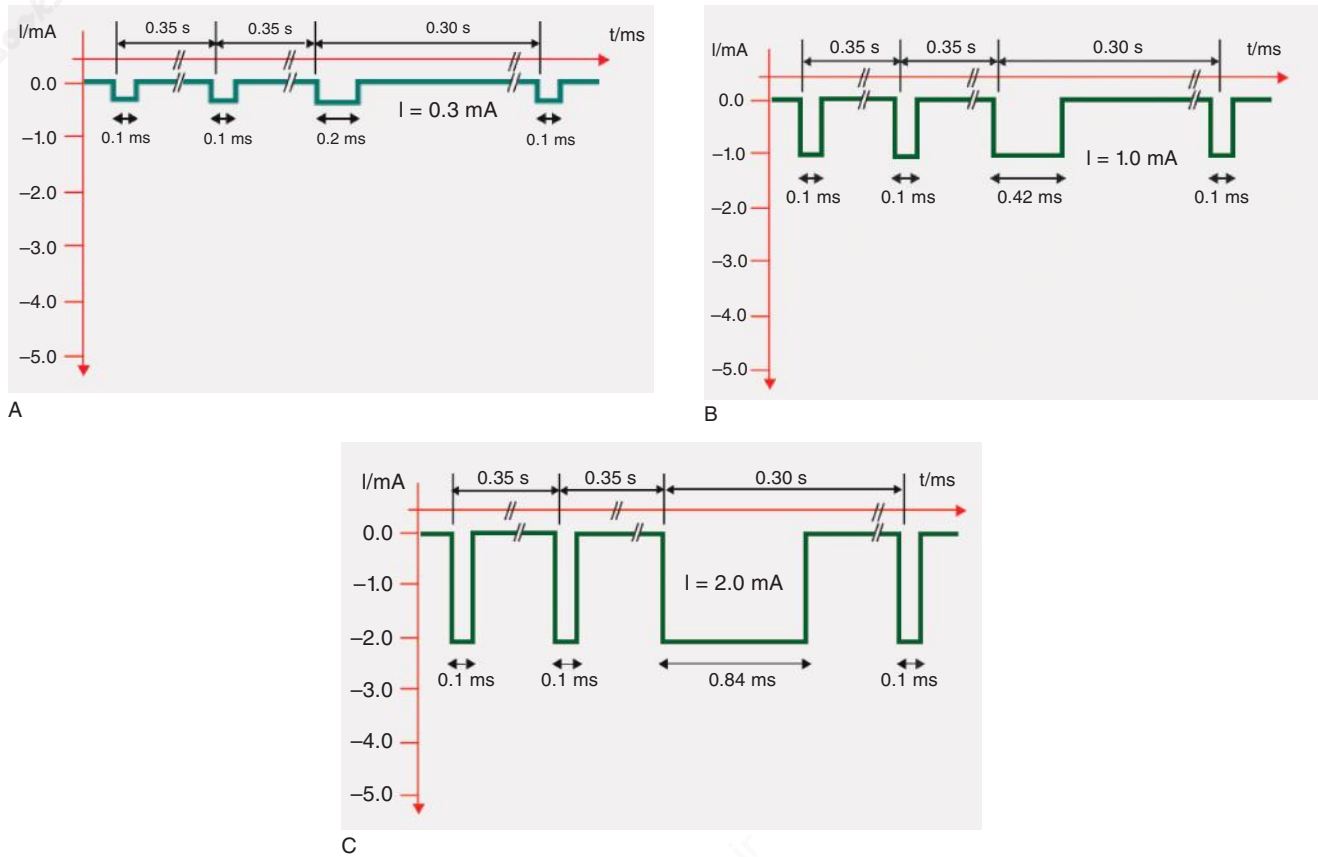 I/mA
0.35 s
0.35 s
0.30 s
t/ms
0.0
–1.0
–2.0
–3.0
–4.0
–5.0
I = 0.3 mA
0.1 ms
0.1 ms
0.2 ms
0.1 ms
A
I/mA
0.35 s
0.35 s
0.30 s
t/ms
0.0
–1.0
–2.0
–3.0
–4.0
–5.0
I = 1.0 mA
0.1 ms
0.1 ms
0.42 ms
0.1 ms
B
I/mA
0.35 s
0.35 s
0.30 s
t/ms
0.0
–1.0
–2.0
–3.0
–4.0
–5.0
I = 2.0 mA
0.1 ms
0.1 ms
0.84 ms
0.1 ms
C